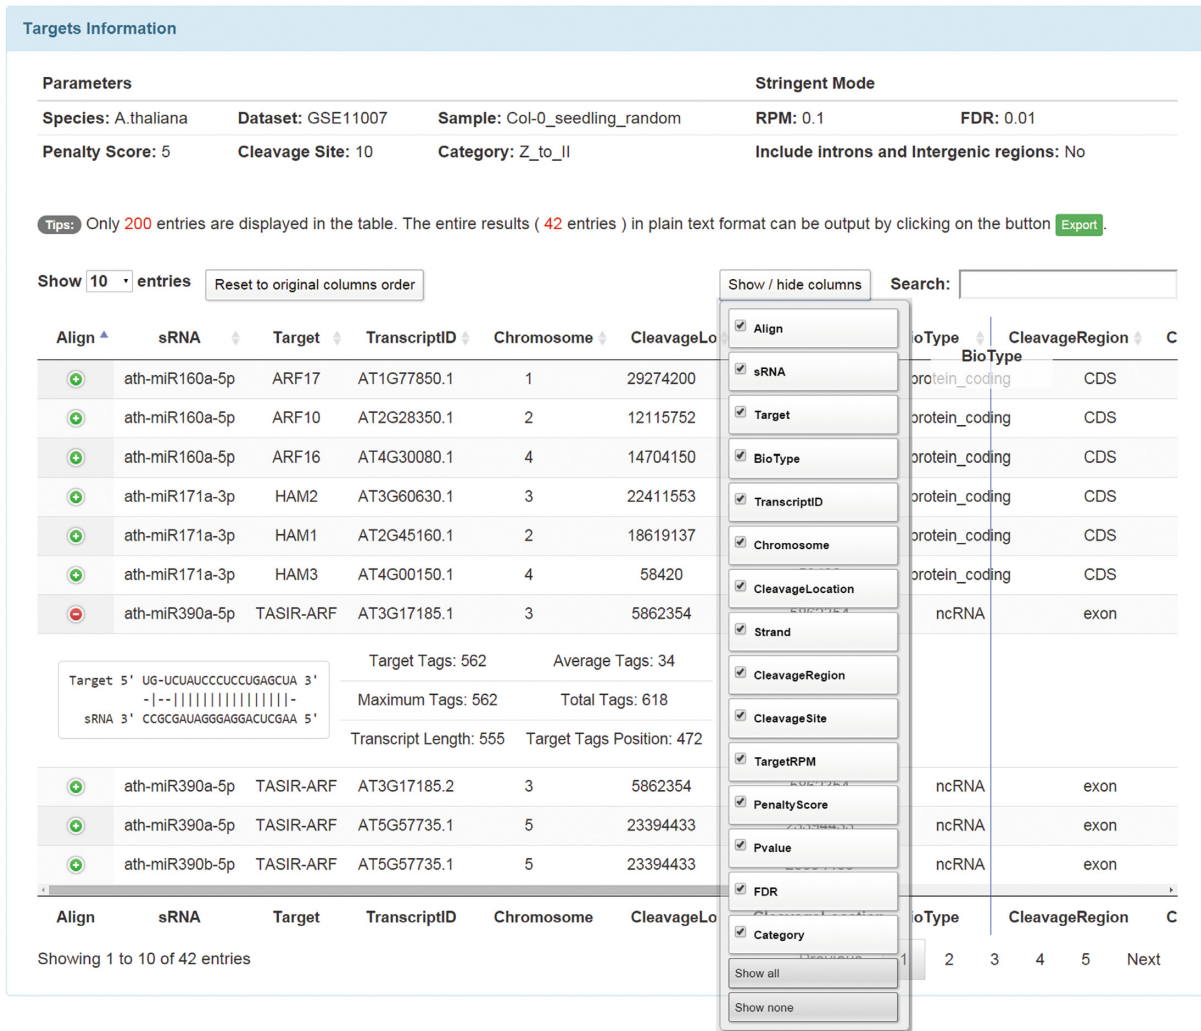 Targets Information
Parameters Stringent Mode
Species: A.thaliana Dataset: GSE11007 Sample: Col-0_seedling_random RPM: 0.1 FDR: 0.01
Penalty Score: 5 Cleavage Site: 10 Category: Z_to_II Include introns and Intergenic regions: No
Tips: Only 200 entries are displayed in the table. The entire results ( 42 entries ) in plain text format can be output by clicking on the button Export.
Show 10 entries Reset to original columns order Show / hide columns Search:
Align sRNA Target TranscriptID Chromosome CleavageLo ioType CleavageRegion C
BioType
ath-miR160a-5p ARF17 AT1G77850.1 1 29274200 protein_coding CDS
ath-miR160a-5p ARF10 AT2G28350.1 2 12115752 protein_coding CDS
ath-miR160a-5p ARF16 AT4G30080.1 4 14704150 protein_coding CDS
ath-miR171a-3p HAM2 AT3G60630.1 3 22411553 protein_coding CDS
ath-miR171a-3p HAM1 AT2G45160.1 2 18619137 protein_coding CDS
ath-miR171a-3p HAM3 AT4G00150.1 4 58420 protein_coding CDS
ath-miR390a-5p TASIR-ARF AT3G17185.1 3 5862354 ncRNA exon
Target 5' UG-UCUAUCCCUCCUGAGCUA 3'
-|--||||||||||||||||-
sRNA 3' CCGCGAUAGGGAGGACUCGAA 5'
Target Tags: 562 Average Tags: 34
Maximum Tags: 562 Total Tags: 618
Transcript Length: 555 Target Tags Position: 472
ath-miR390a-5p TASIR-ARF AT3G17185.2 3 5862354 ncRNA exon
ath-miR390a-5p TASIR-ARF AT5G57735.1 5 23394433 ncRNA exon
ath-miR390b-5p TASIR-ARF AT5G57735.1 5 23394433 ncRNA exon
Align sRNA Target TranscriptID Chromosome CleavageLo ioType CleavageRegion C
Showing 1 to 10 of 42 entries Previous 1 2 3 4 5 Next
Align
sRNA
Target
BioType
TranscriptID
Chromosome
CleavageLocation
Strand
CleavageRegion
CleavageSite
TargetRPM
PenaltyScore
Pvalue
FDR
Category
Show all
Show none